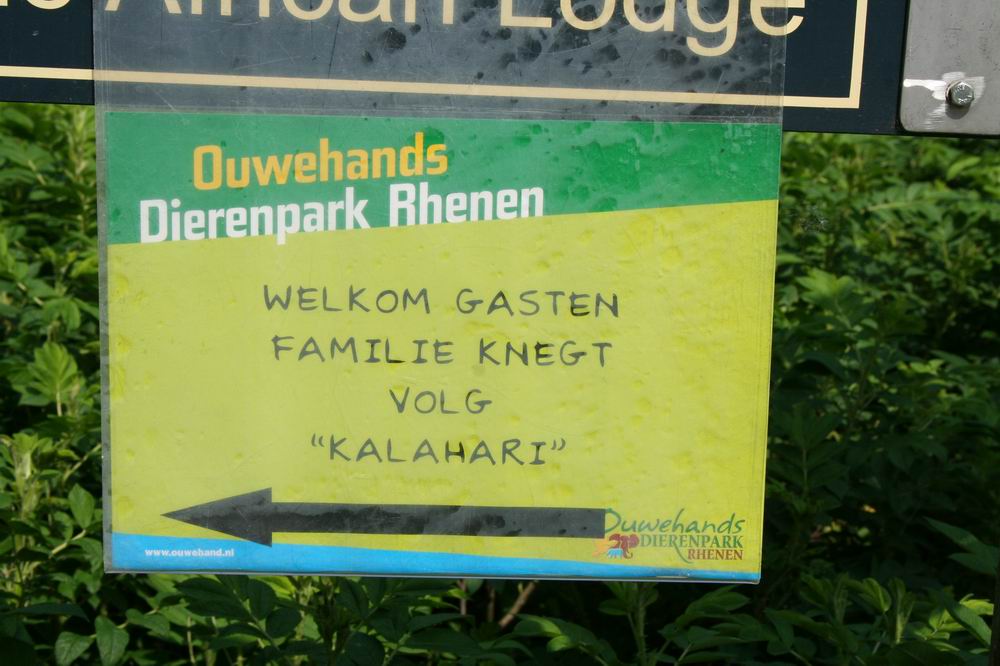 African Lodge
Ouwehands
Dierenpark Rhenen
WELKOM GASTEN
FAMILIE KNEGT
VOLG
“KALAHARI”
Ouwehands
DIERENPARK
RHENEN
www.ouwehand.nl